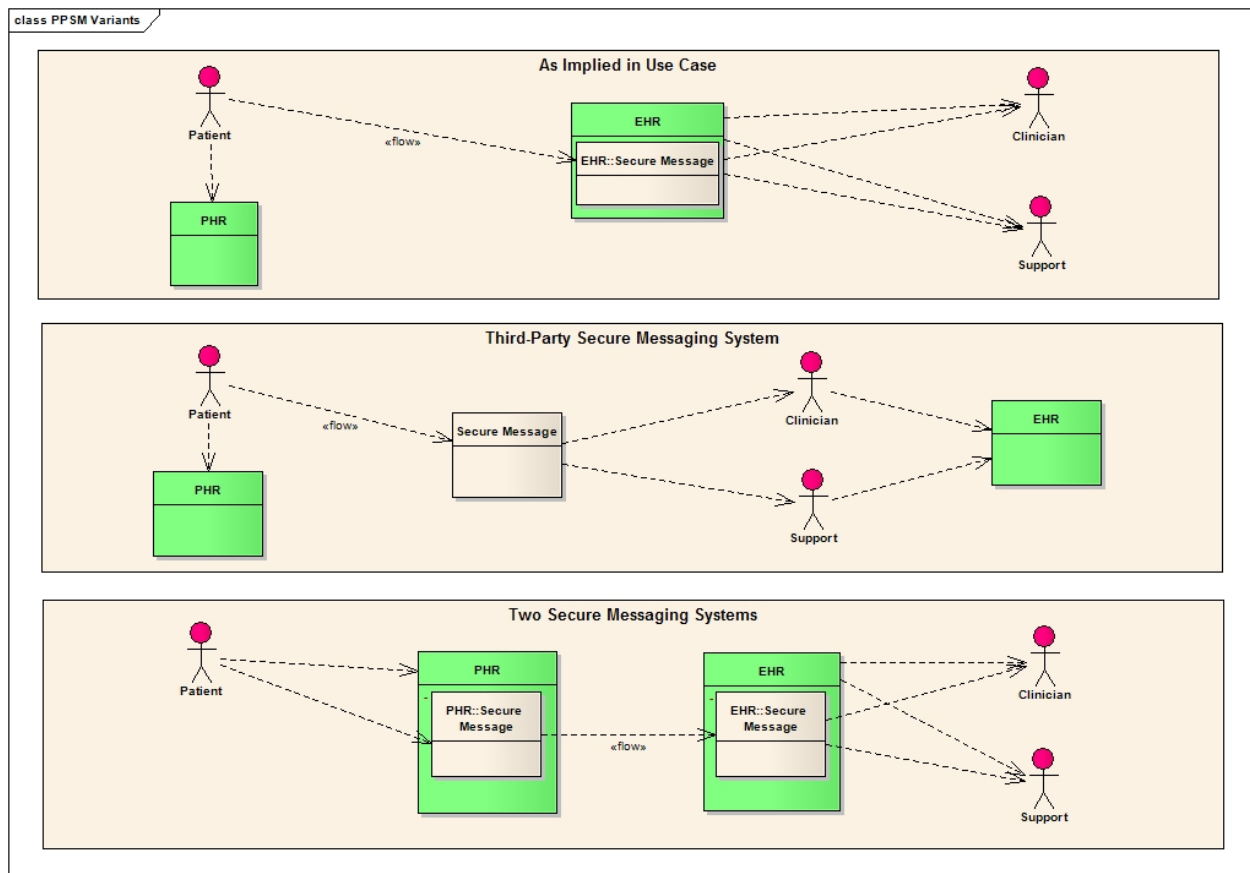 class PPSM Variants
As Implied in Use Case
Patient
«flow»
PHR
EHR
EHR::Secure Message
Clinician
Support
Third-Party Secure Messaging System
Patient
«flow»
PHR
Secure Message
Clinician
Support
EHR
Two Secure Messaging Systems
Patient
PHR
PHR::Secure
Message
«flow»
EHR
EHR::Secure
Message
Clinician
Support